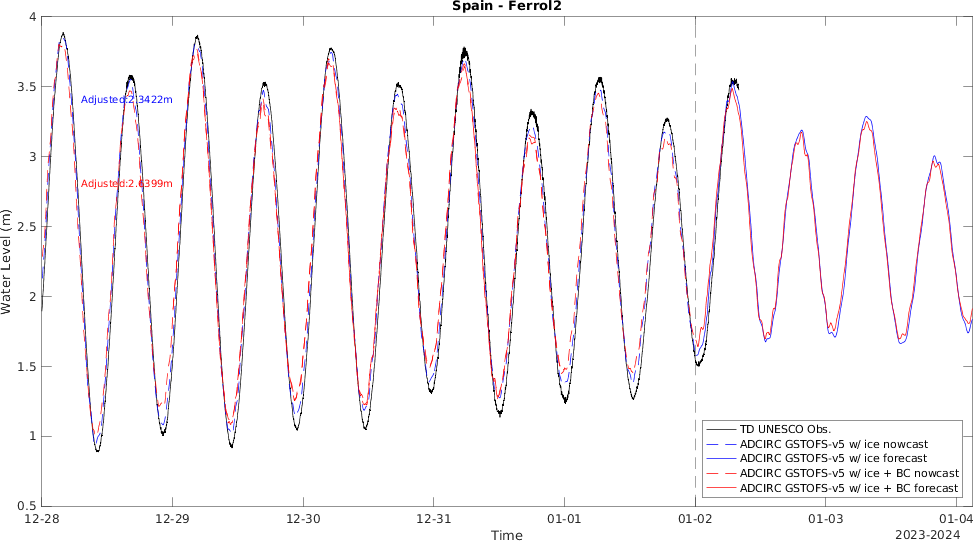 Spain - Ferrol2
4
3.5
3
2.5
2
1.5
1
0.5
Water Level (m)
Adjusted:2.3422m
Adjusted:2.6399m
TD UNESCO Obs.
ADCIRC GSTOFS-v5 w/ ice nowcast
ADCIRC GSTOFS-v5 w/ ice forecast
ADCIRC GSTOFS-v5 w/ ice + BC nowcast
ADCIRC GSTOFS-v5 w/ ice + BC forecast
12-28 12-29 12-30 12-31 01-01 01-02 01-03 01-04
Time
2023-2024